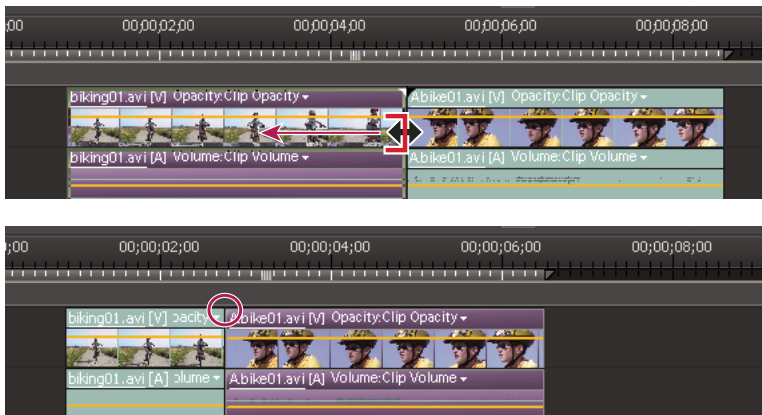 ;00 00;00;02;00 00;00;04;00 00;00;06;00 00;00;08;00
biking01.avi [V] Opacity:Clip Opacity Abike01.avi [V] Opacity:Clip Opacity
biking01.avi [A] Volume:Clip Volume Abike01.avi [A] Volume:Clip Volume
;00 00;00;02;00 00;00;04;00 00;00;06;00 00;00;08;00
biking01.avi [V] pacity Abike01.avi [V] Opacity:Clip Opacity
biking01.avi [A] olume Abike01.avi [A] Volume:Clip Volume